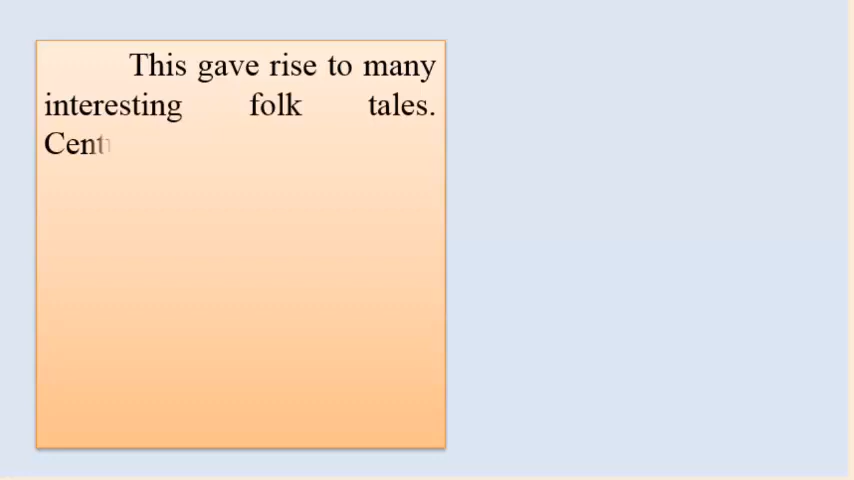 This gave rise to many
interesting folk tales.